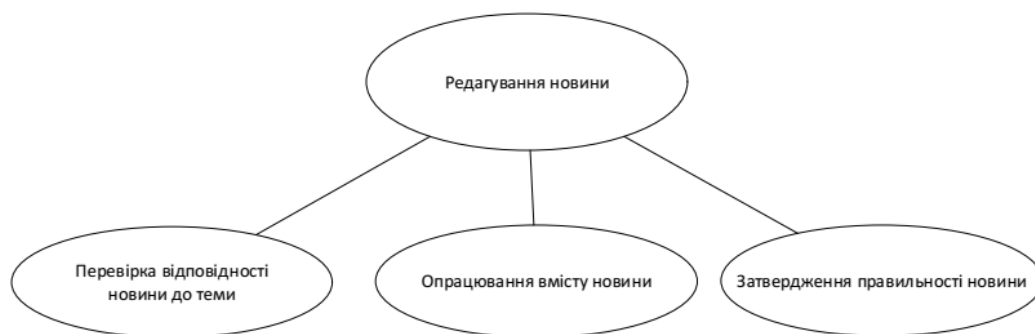 Редагування новини
Перевірка відповідності
новини до теми
Опрацювання вмісту новини
Затвердження правильності новини